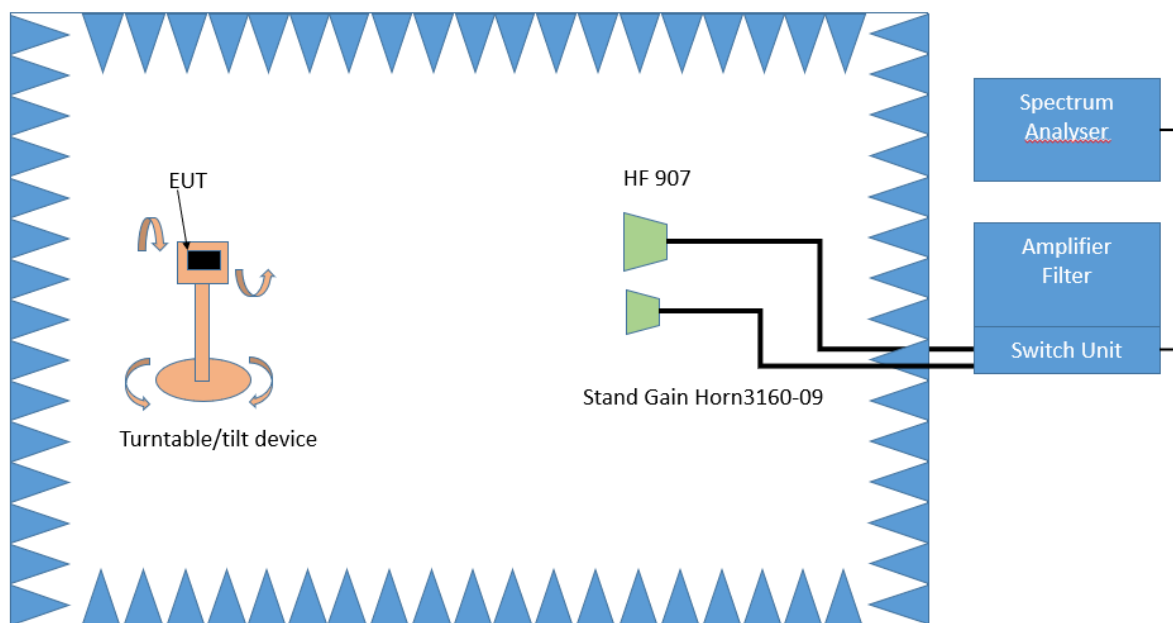 Spectrum
Analyser
EUT
HF 907
Amplifier
Filter
Switch Unit
Stand Gain Horn3160-09
Turntable/tilt device